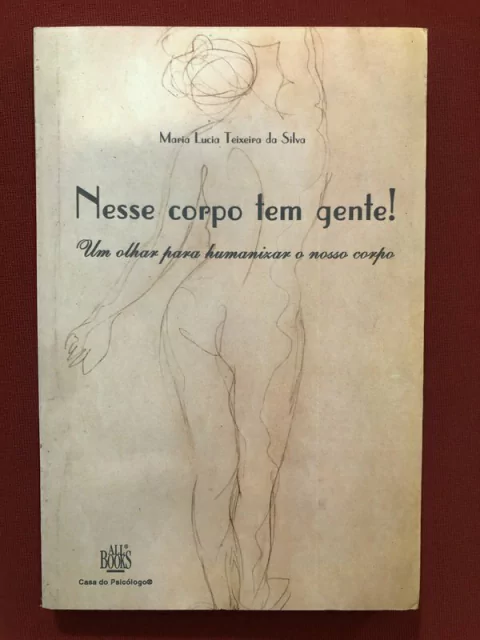 Maria Lucia Teixeira da Silva
Nesse corpo tem gente!
Um olhar para humanizar o nosso corpo
ALL®
BOOKS
Casa do Psicólogo®